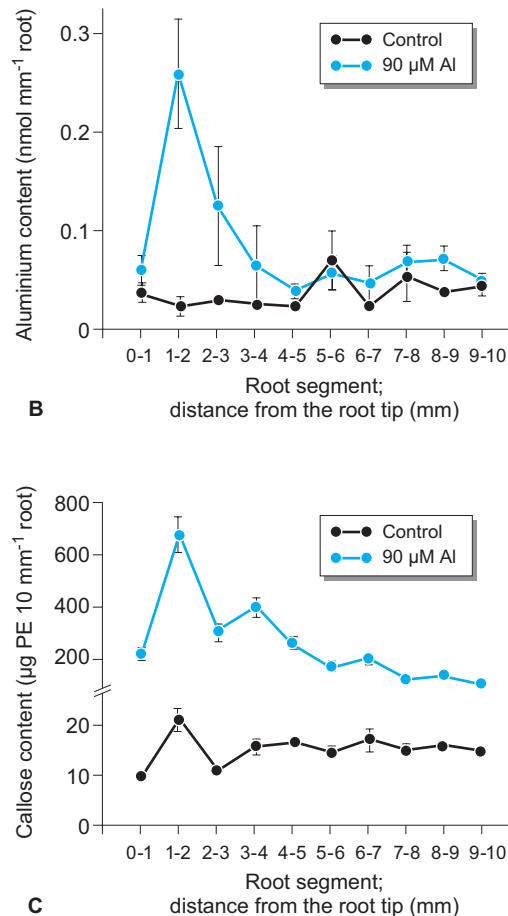 Aluminium content (nmol mm⁻¹ root)
0.3
0.2
0.1
0
Control
90 µM Al
0-1 1-2 2-3 3-4 4-5 5-6 6-7 7-8 8-9 9-10
Root segment;
B distance from the root tip (mm)
Callose content (µg PE 10 mm⁻¹ root)
800
600
400
200
20
10
0
Control
90 µM Al
0-1 1-2 2-3 3-4 4-5 5-6 6-7 7-8 8-9 9-10
Root segment;
C distance from the root tip (mm)